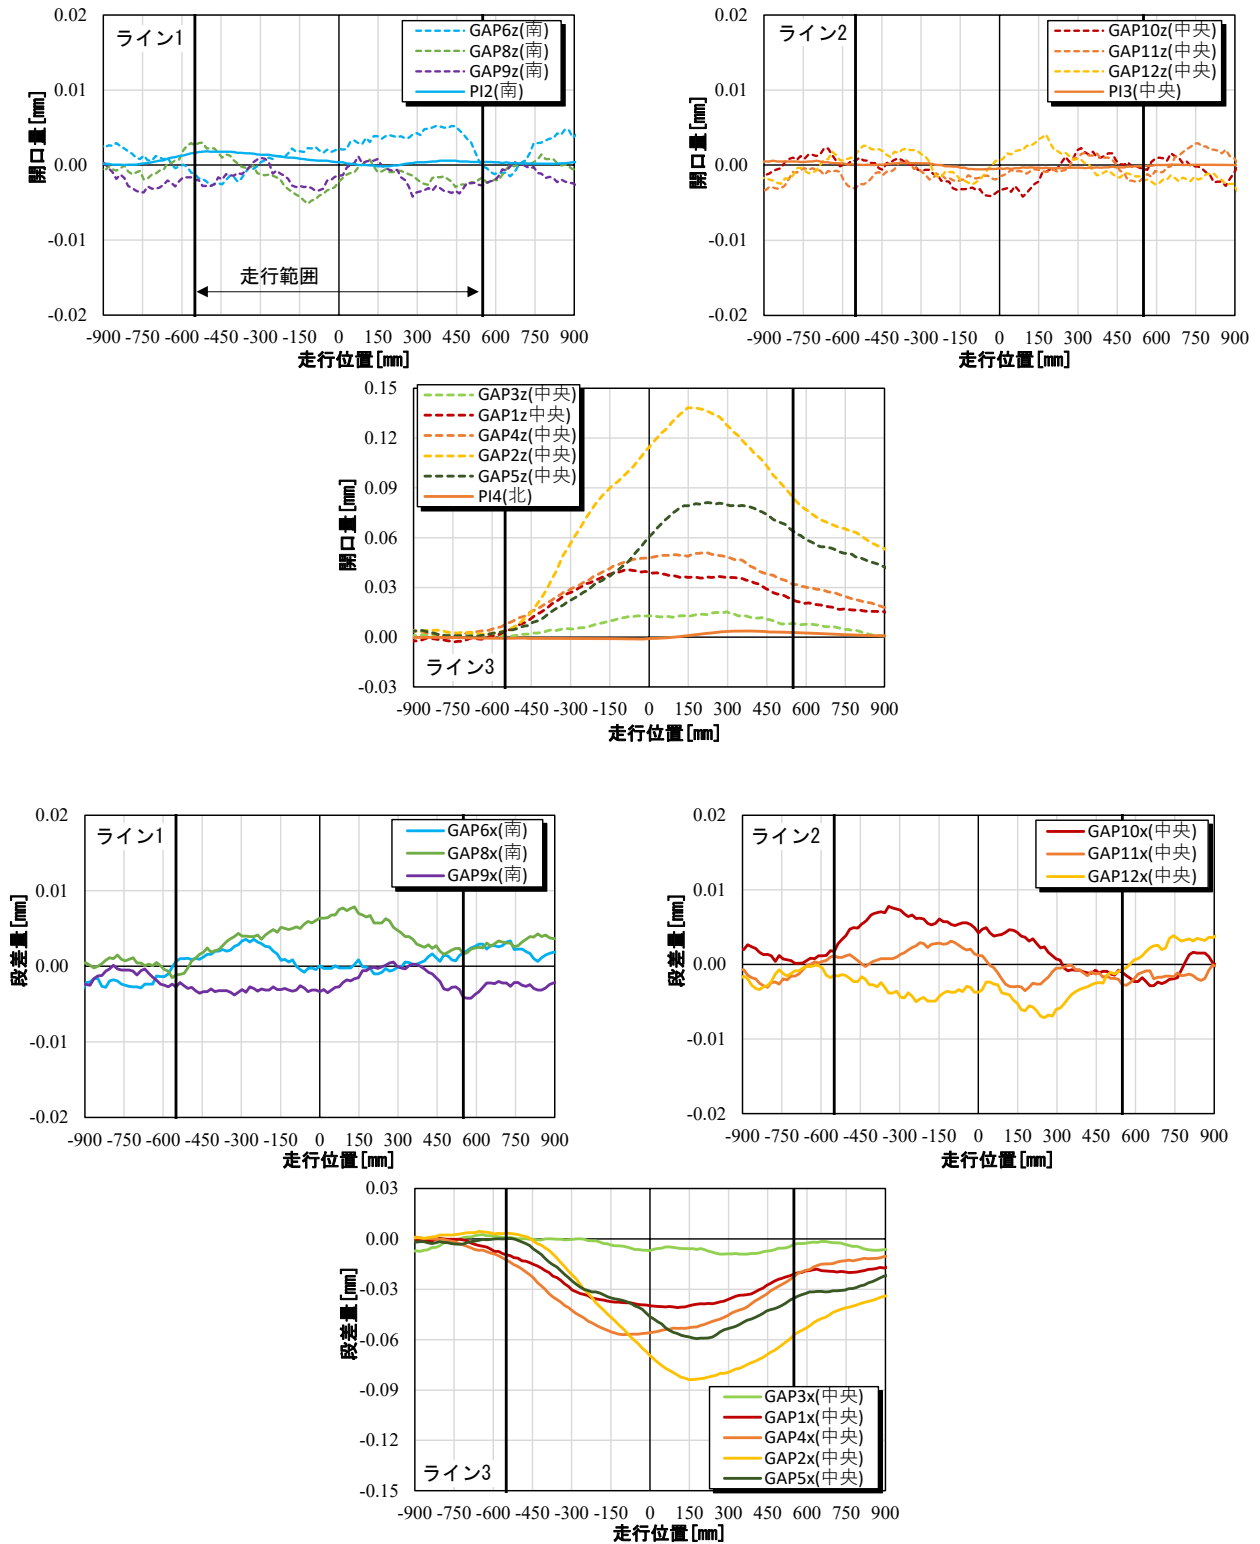 ライン1
GAP6z(南)
GAP8z(南)
GAP9z(南)
PI2(南)
走行範囲
0.02
0.01
0.00
-0.01
-0.02
開口量[mm]
-900 -750 -600 -450 -300 -150 0 150 300 450 600 750 900
走行位置[mm]
ライン2
GAP10z(中央)
GAP11z(中央)
GAP12z(中央)
PI3(中央)
0.02
0.01
0.00
-0.01
-0.02
開口量[mm]
-900 -750 -600 -450 -300 -150 0 150 300 450 600 750 900
走行位置[mm]
GAP3z(中央)
GAP1z中央)
GAP4z(中央)
GAP2z(中央)
GAP5z(中央)
PI4(北)
ライン3
0.15
0.12
0.09
0.06
0.03
0.00
-0.03
開口量[mm]
-900 -750 -600 -450 -300 -150 0 150 300 450 600 750 900
走行位置[mm]
ライン1
GAP6x(南)
GAP8x(南)
GAP9x(南)
0.02
0.01
0.00
-0.01
-0.02
段差量[mm]
-900 -750 -600 -450 -300 -150 0 150 300 450 600 750 900
走行位置[mm]
ライン2
GAP10x(中央)
GAP11x(中央)
GAP12x(中央)
0.02
0.01
0.00
-0.01
-0.02
段差量[mm]
-900 -750 -600 -450 -300 -150 0 150 300 450 600 750 900
走行位置[mm]
0.03
0.00
-0.03
-0.06
-0.09
-0.12
-0.15
段差量[mm]
GAP3x(中央)
GAP1x(中央)
GAP4x(中央)
GAP2x(中央)
GAP5x(中央)
ライン3
-900 -750 -600 -450 -300 -150 0 150 300 450 600 750 900
走行位置[mm]